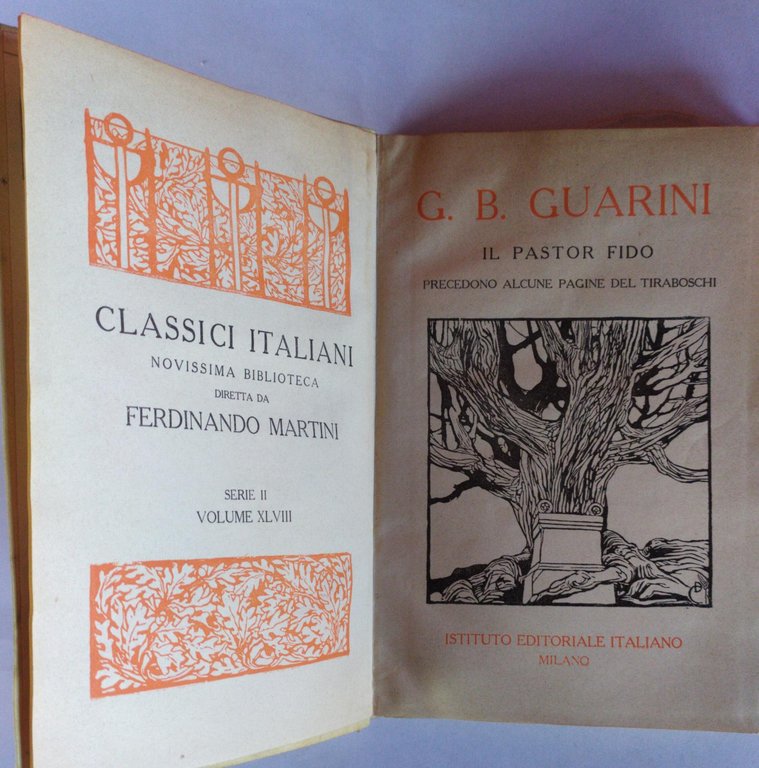 CLASSICI ITALIANI
NOVISSIMA BIBLIOTECA
DIRETTA DA
FERDINANDO MARTINI
SERIE II
VOLUME XLVIII
G. B. GUARINI
IL PASTOR FIDO
PRECEDONO ALCUNE PAGINE DEL TIRABOSCHI
ISTITUTO EDITORIALE ITALIANO
MILANO